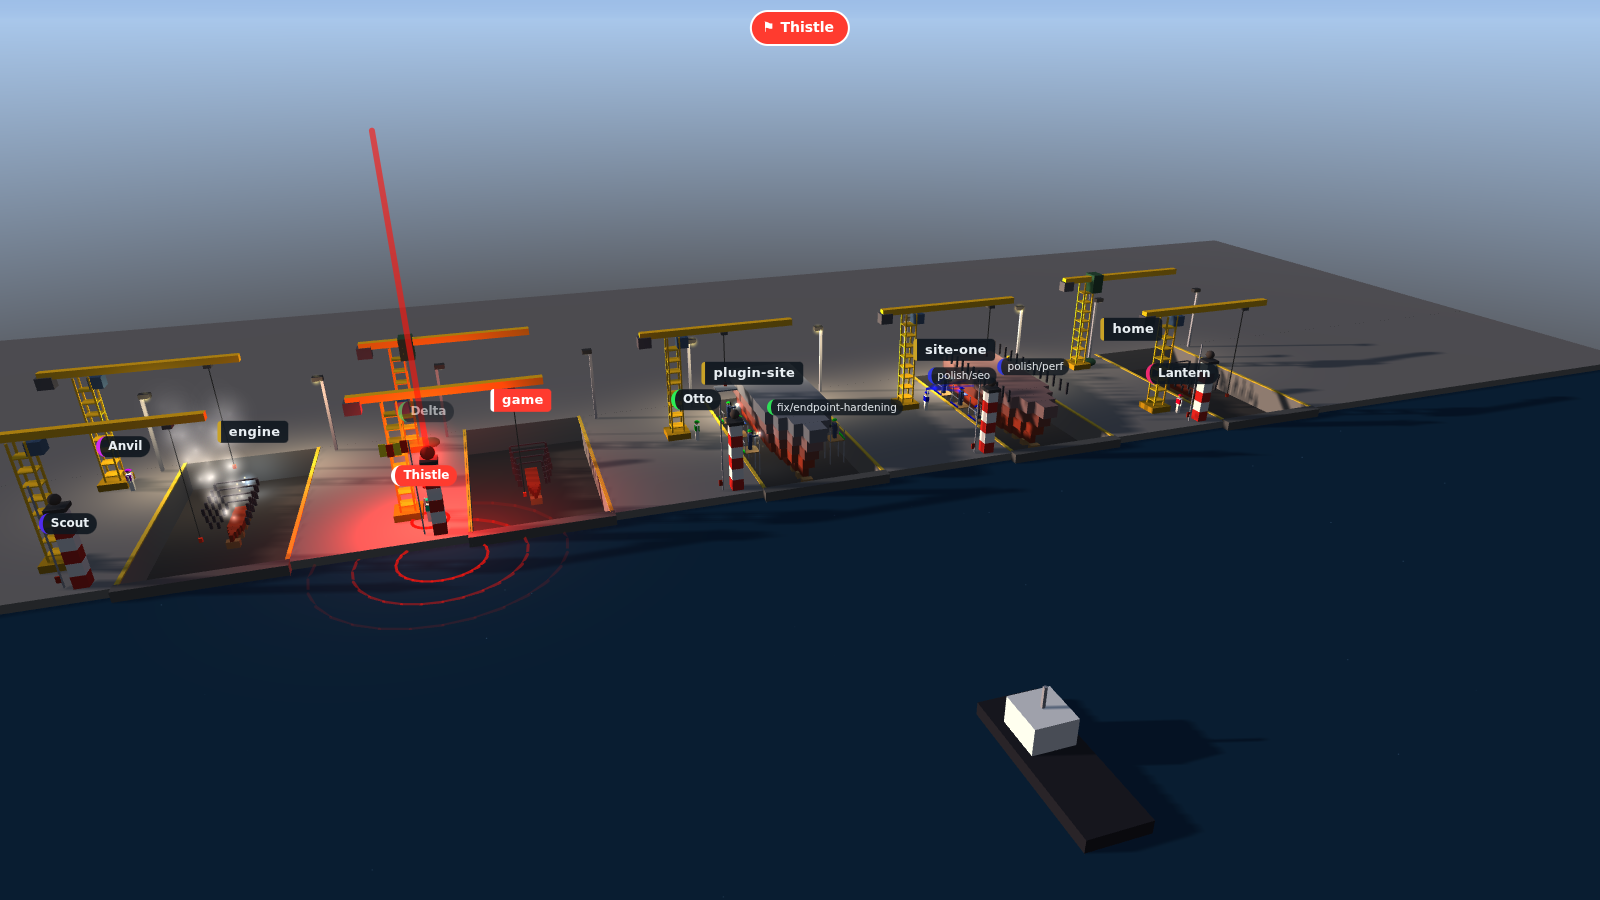 ⚑ Thistle
home
site-one
polish/perf
plugin-site
polish/seo
Lantern
Otto
game
fix/endpoint-hardening
Delta
engine
Anvil
Thistle
Scout